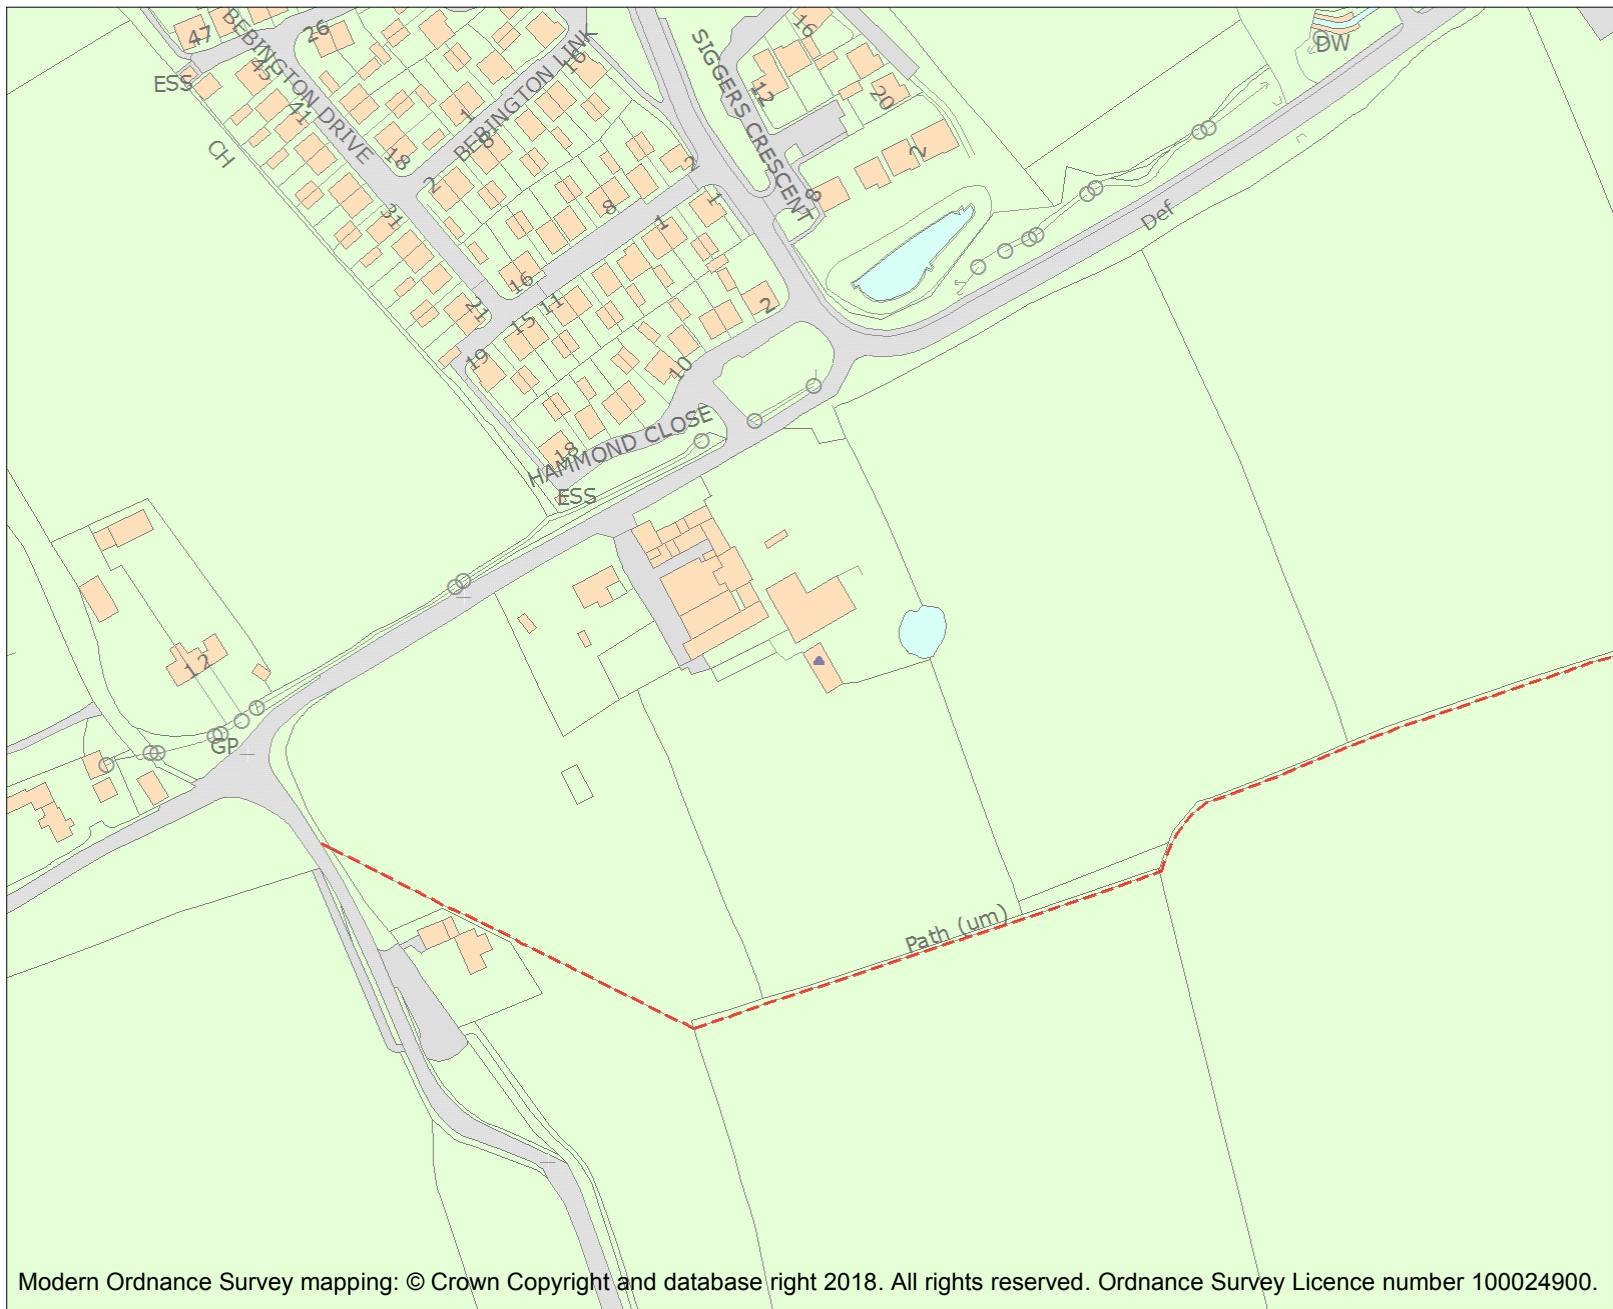 47
26
BEBINGTON DRIVE
BEBINGTON LINK
SIGGERS CRESCENT
16
DW
ESS
45
16
12
20
41
1
8
CH
18
2
2
2
31
8
1
1
8
Def
21
16
11
15
2
19
10
18
HAMMOND CLOSE
ESS
12
GP
Path (um)
Modern Ordnance Survey mapping: © Crown Copyright and database right 2018. All rights reserved. Ordnance Survey Licence number 100024900.